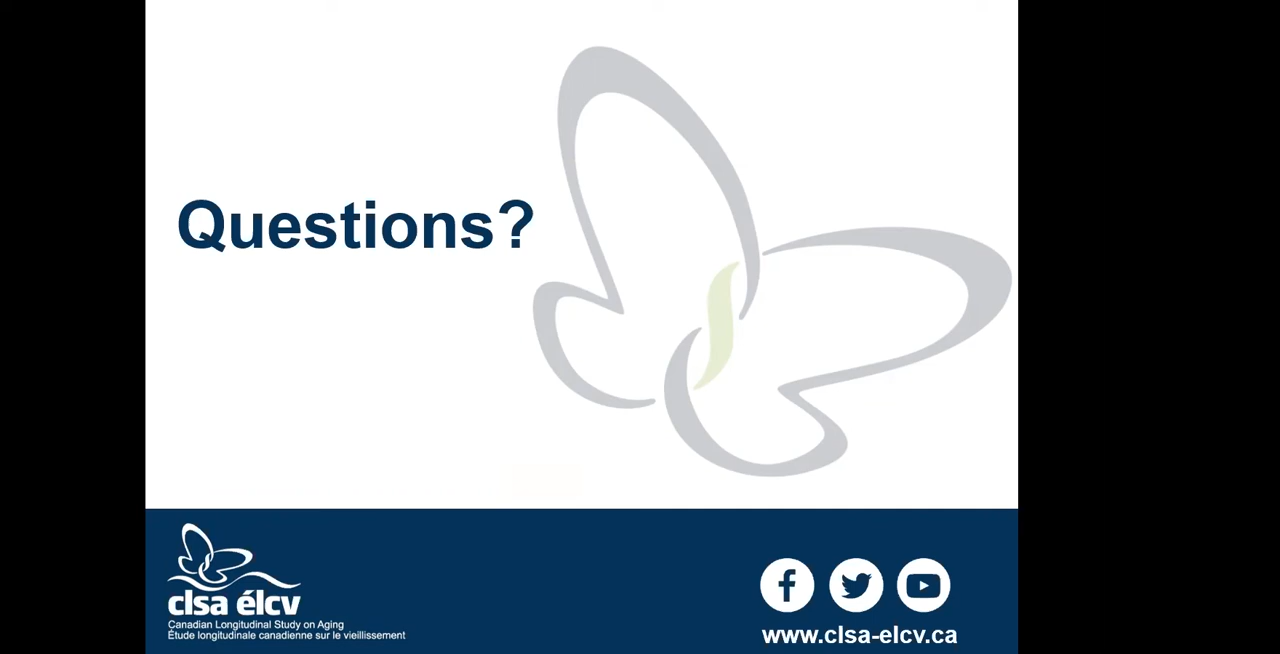 Questions?
clsa élcv
Canadian Longitudinal Study on Aging
Étude longitudinale canadienne sur le vieillissement
www.clsa-elcv.ca